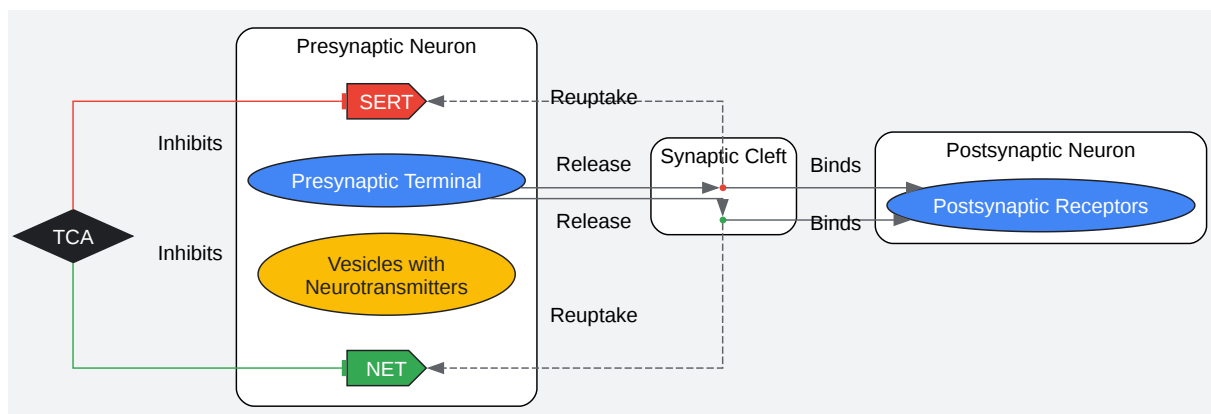 Presynaptic Neuron
SERT
Reuptake
Inhibits
Presynaptic Terminal
Release
Synaptic Cleft
Binds
Postsynaptic Neuron
Postsynaptic Receptors
Release
Binds
TCA
Inhibits
Vesicles with
Neurotransmitters
Reuptake
NET